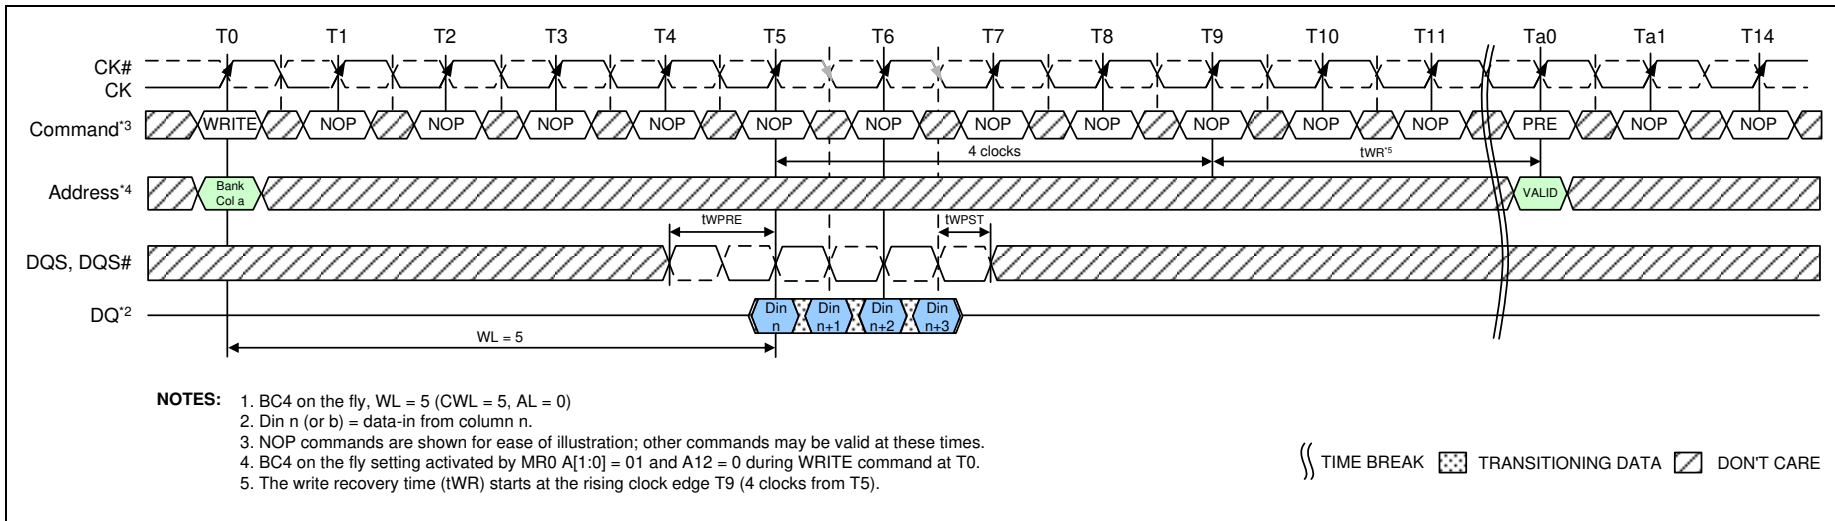 T0 T1 T2 T3 T4 T5 T6 T7 T8 T9 T10 T11 Ta0 Ta1 T14
CK#
CK
Command*3 WRITE NOP NOP NOP NOP NOP NOP NOP NOP NOP NOP NOP PRE NOP NOP
4 clocks tWR*5
Address*4 Bank Col a VALID
tWPRE tWPST
DQS, DQS#
DQ*2 Din n Din n+1 Din n+2 Din n+3
WL = 5
NOTES: 1. BC4 on the fly, WL = 5 (CWL = 5, AL = 0)
2. Din n (or b) = data-in from column n.
3. NOP commands are shown for ease of illustration; other commands may be valid at these times.
4. BC4 on the fly setting activated by MR0 A[1:0] = 01 and A12 = 0 during WRITE command at T0.
5. The write recovery time (tWR) starts at the rising clock edge T9 (4 clocks from T5).
TIME BREAK TRANSITIONING DATA DON'T CARE